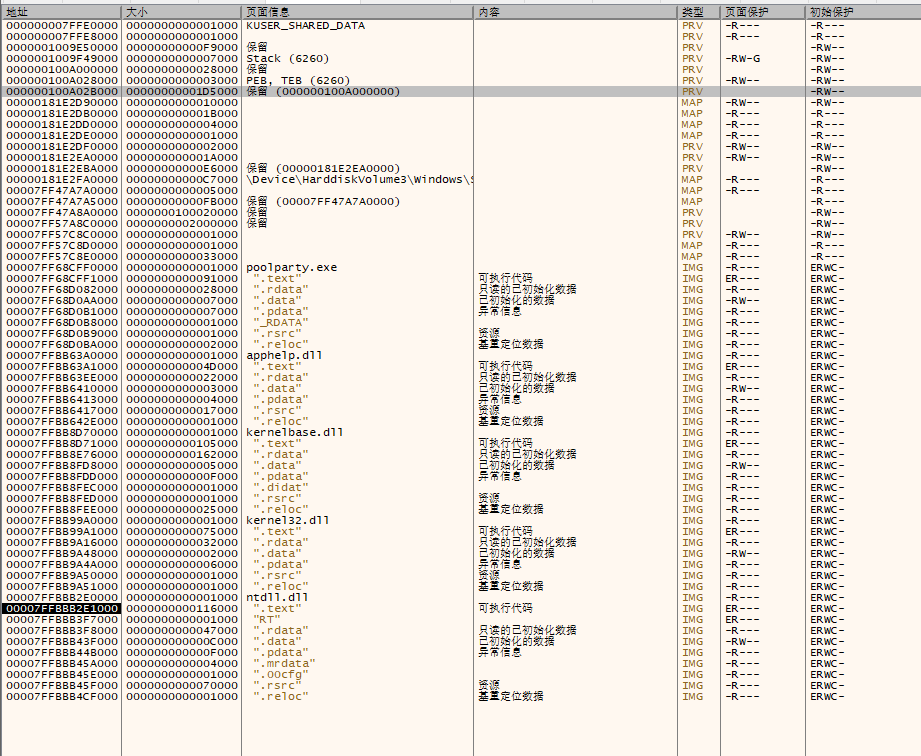 地址 大小 页面信息 内容 类型 页面保护 初始保护
000000007FFE0000 0000000000001000 KUSER_SHARED_DATA PRV -R--- -R---
000000007FFE8000 0000000000001000 PRV -R--- -R---
0000001009E50000 00000000000F9000 保留 PRV -RW--
0000001009F49000 0000000000007000 Stack (6260) PRV -RW-G -RW--
000000100A000000 0000000000028000 保留 PRV -RW--
000000100A028000 0000000000003000 PEB, TEB (6260) PRV -RW-- -RW--
000000100A02B000 00000000001D5000 保留 (000000100A000000) PRV -RW--
00000181E2D90000 0000000000010000 MAP -RW-- -RW--
00000181E2DB0000 000000000001B000 MAP -R--- -R---
00000181E2DD0000 0000000000004000 MAP -R--- -R---
00000181E2DE0000 0000000000001000 MAP -R--- -R---
00000181E2DF0000 0000000000002000 PRV -RW-- -RW--
00000181E2EA0000 000000000001A000 PRV -RW-- -RW--
00000181E2EBA000 00000000000E6000 保留 (00000181E2EA0000) PRV -RW--
00000181E2FA0000 00000000000C7000 \Device\HarddiskVolume3\Windows\S MAP -R--- -R---
00007FF47A7A0000 0000000000005000 MAP -R--- -R---
00007FF47A7A5000 00000000000FB000 保留 (00007FF47A7A0000) MAP -R---
00007FF47A8A0000 0000000100020000 保留 PRV -RW--
00007FF57A8C0000 0000000002000000 保留 PRV -RW--
00007FF57C8C0000 0000000000001000 PRV -RW-- -RW--
00007FF57C8D0000 0000000000001000 MAP -R--- -R---
00007FF57C8E0000 0000000000033000 MAP -R--- -R---
00007FF68CFF0000 0000000000001000 poolparty.exe IMG -R--- ERWC-
00007FF68CFF1000 0000000000091000 ".text" 可执行代码 IMG ER--- ERWC-
00007FF68D082000 0000000000028000 ".rdata" 只读的已初始化数据 IMG -R--- ERWC-
00007FF68D0AA000 0000000000007000 ".data" 已初始化的数据 IMG -RW-- ERWC-
00007FF68D0B1000 0000000000007000 ".pdata" 异常信息 IMG -R--- ERWC-
00007FF68D0B8000 0000000000001000 "_RDATA" IMG -R--- ERWC-
00007FF68D0B9000 0000000000001000 ".rsrc" 资源 IMG -R--- ERWC-
00007FF68D0BA000 0000000000002000 ".reloc" 基重定位数据 IMG -R--- ERWC-
00007FFBB63A0000 0000000000001000 apphelp.dll IMG -R--- ERWC-
00007FFBB63A1000 000000000004D000 ".text" 可执行代码 IMG ER--- ERWC-
00007FFBB63EE000 0000000000022000 ".rdata" 只读的已初始化数据 IMG -R--- ERWC-
00007FFBB6410000 0000000000003000 ".data" 已初始化的数据 IMG -RW-- ERWC-
00007FFBB6413000 0000000000004000 ".pdata" 异常信息 IMG -R--- ERWC-
00007FFBB6417000 0000000000017000 ".rsrc" 资源 IMG -R--- ERWC-
00007FFBB642E000 0000000000001000 ".reloc" 基重定位数据 IMG -R--- ERWC-
00007FFBB8D70000 0000000000001000 kernelbase.dll IMG -R--- ERWC-
00007FFBB8D71000 0000000000105000 ".text" 可执行代码 IMG ER--- ERWC-
00007FFBB8E76000 0000000000162000 ".rdata" 只读的已初始化数据 IMG -R--- ERWC-
00007FFBB8FD8000 0000000000005000 ".data" 已初始化的数据 IMG -RW-- ERWC-
00007FFBB8FDD000 000000000000F000 ".pdata" 异常信息 IMG -R--- ERWC-
00007FFBB8FEC000 0000000000001000 ".didat" IMG -R--- ERWC-
00007FFBB8FED000 0000000000001000 ".rsrc" 资源 IMG -R--- ERWC-
00007FFBB8FEE000 0000000000025000 ".reloc" 基重定位数据 IMG -R--- ERWC-
00007FFBB99A0000 0000000000001000 kernel32.dll IMG -R--- ERWC-
00007FFBB99A1000 0000000000075000 ".text" 可执行代码 IMG ER--- ERWC-
00007FFBB9A16000 0000000000032000 ".rdata" 只读的已初始化数据 IMG -R--- ERWC-
00007FFBB9A48000 0000000000002000 ".data" 已初始化的数据 IMG -RW-- ERWC-
00007FFBB9A4A000 0000000000006000 ".pdata" 异常信息 IMG -R--- ERWC-
00007FFBB9A50000 0000000000001000 ".rsrc" 资源 IMG -R--- ERWC-
00007FFBB9A51000 0000000000001000 ".reloc" 基重定位数据 IMG -R--- ERWC-
00007FFBBB2E0000 0000000000001000 ntdll.dll IMG -R--- ERWC-
00007FFBBB2E1000 0000000000116000 ".text" 可执行代码 IMG ER--- ERWC-
00007FFBBB3F7000 0000000000001000 "RT" IMG ER--- ERWC-
00007FFBBB3F8000 0000000000047000 ".rdata" 只读的已初始化数据 IMG -R--- ERWC-
00007FFBBB43F000 000000000000C000 ".data" 已初始化的数据 IMG -RW-- ERWC-
00007FFBBB44B000 000000000000F000 ".pdata" 异常信息 IMG -R--- ERWC-
00007FFBBB45A000 0000000000004000 ".mrdata" IMG -R--- ERWC-
00007FFBBB45E000 0000000000001000 ".00cfg" IMG -R--- ERWC-
00007FFBBB45F000 0000000000070000 ".rsrc" 资源 IMG -R--- ERWC-
00007FFBBB4CF000 0000000000001000 ".reloc" 基重定位数据 IMG -R--- ERWC-